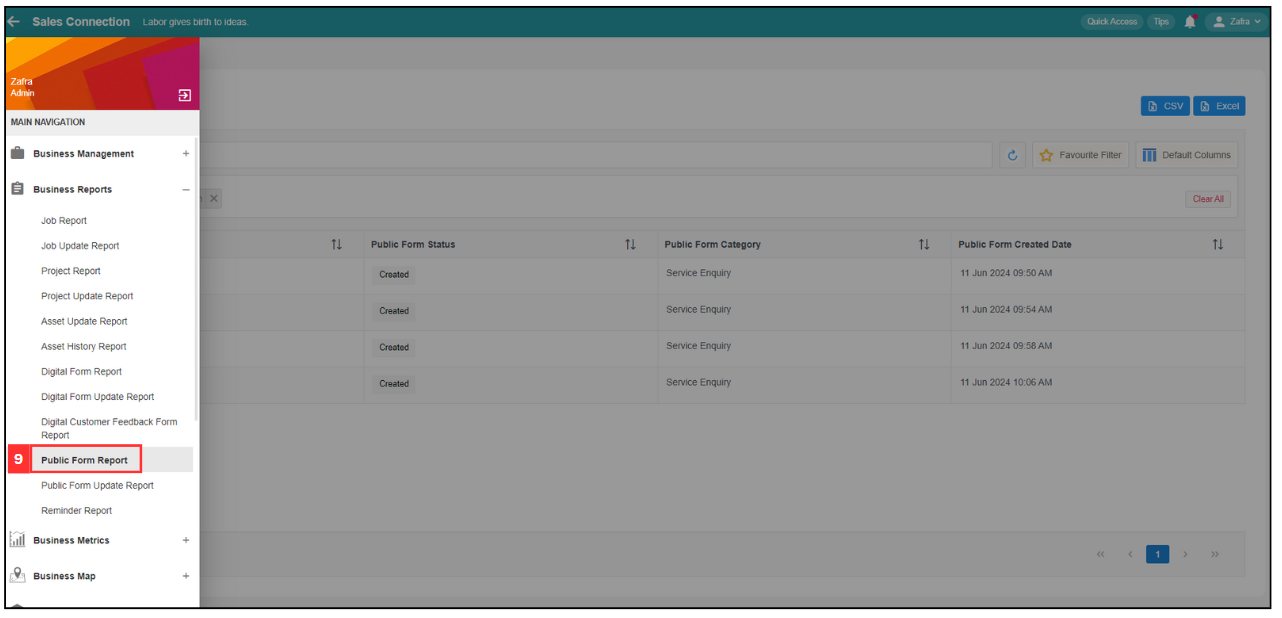 Sales Connection Labor gives birth to ideas.
Quick Access Tips Zafra
Zafra
Admin
MAIN NAVIGATION
CSV Excel
Business Management +
Favourite Filter Default Columns
Business Reports –
Clear All
Job Report
Public Form Status Public Form Category Public Form Created Date
Job Update Report
Project Report
Created Service Enquiry 11 Jun 2024 09:50 AM
Project Update Report
Created Service Enquiry 11 Jun 2024 09:54 AM
Asset Update Report
Asset History Report
Created Service Enquiry 11 Jun 2024 09:58 AM
Digital Form Report
Created Service Enquiry 11 Jun 2024 10:06 AM
Digital Form Update Report
Digital Customer Feedback Form
Report
9 Public Form Report
Public Form Update Report
Reminder Report
Business Metrics +
« ‹ 1 › »
Business Map +